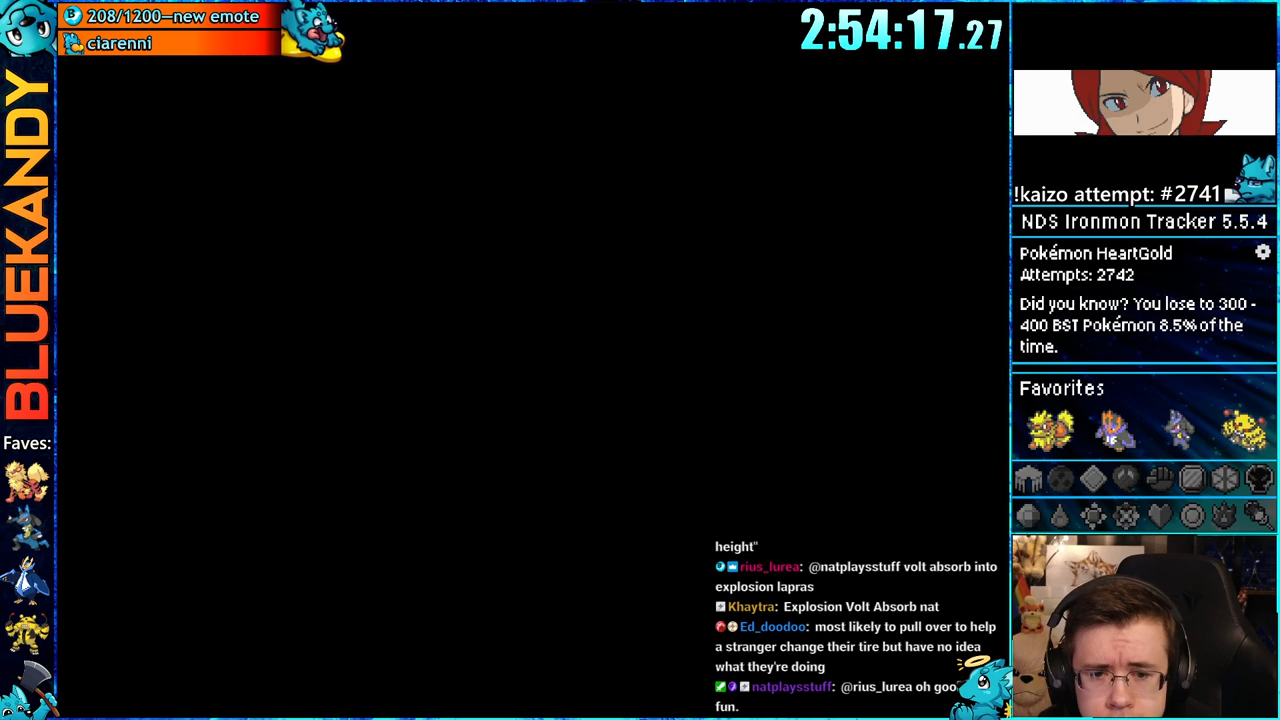 208/1200—new emote
ciarenni
2:54:17.27
BLUEKANDY
Faves:
!kaizo attempt: #2741
NDS Ironmon Tracker 5.5.4
Pokémon HeartGold
Attempts: 2742
Did you know? You lose to 300 -
400 BST Pokémon 8.5% of the
time.
Favorites
height"
rius_lurea: @natplaysstuff volt absorb into
explosion lapras
Khaytra: Explosion Volt Absorb nat
Ed_doodoo: most likely to pull over to help
a stranger change their tire but have no idea
what they're doing
natplaysstuff: @rius_lurea oh
fun.